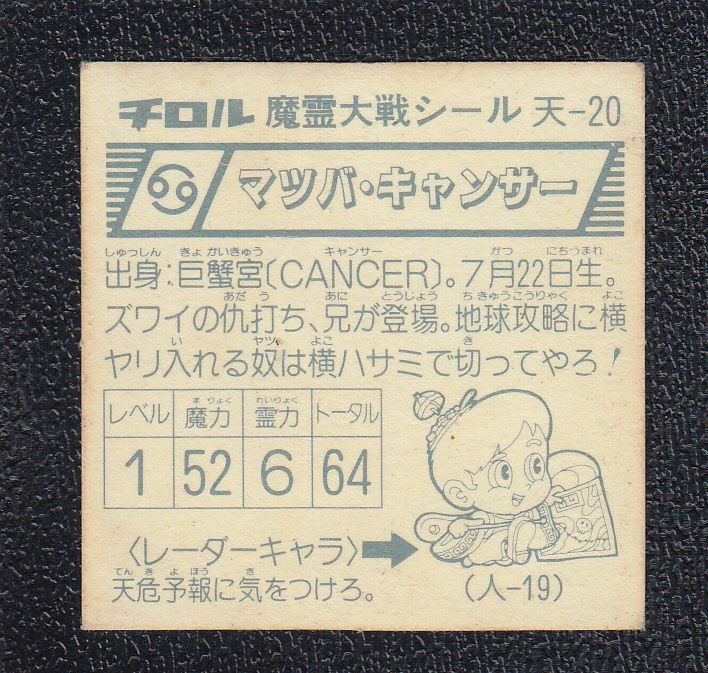 チロル 魔霊大戦シール 天-20
♋ マツバ・キャンサー
しゅっしん きょ かいきゅう キャンサー がつ にちうまれ
出身:巨蟹宮(CANCER)。7月22日生。
あだ う あに とうじょう ちきゅうこうりゃく よこ
ズワイの仇打ち、兄が登場。地球攻略に横
い ヤツ よこ き
ヤリ入れる奴は横ハサミで切ってやろ!
まりょく れいりょく
レベル 魔力 霊力 トータル
1 52 6 64
〈レーダーキャラ〉
てん き よ ほう き
天危予報に気をつけろ。
(人-19)